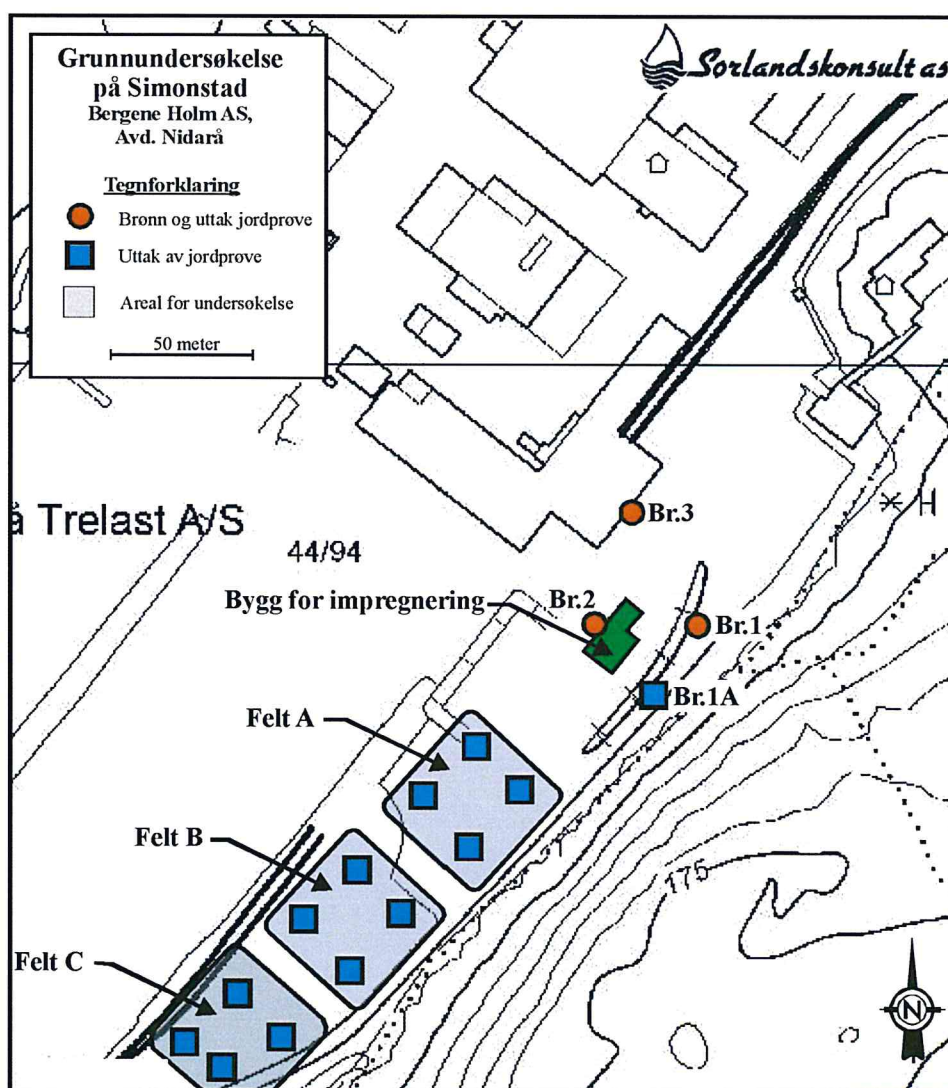 Grunnundersøkelse
på Simonstad
Bergene Holm AS,
Avd. Nidarå
Tegnforklaring
Brønn og uttak jordprøve
Uttak av jordprøve
Areal for undersøkelse
50 meter
Sørlandskonsult as
å Trelast A/S
44/94
H
Br.3
Bygg for impregnering
Br.2
Br.1
Br.1A
Felt A
Felt B
175
Felt C
N